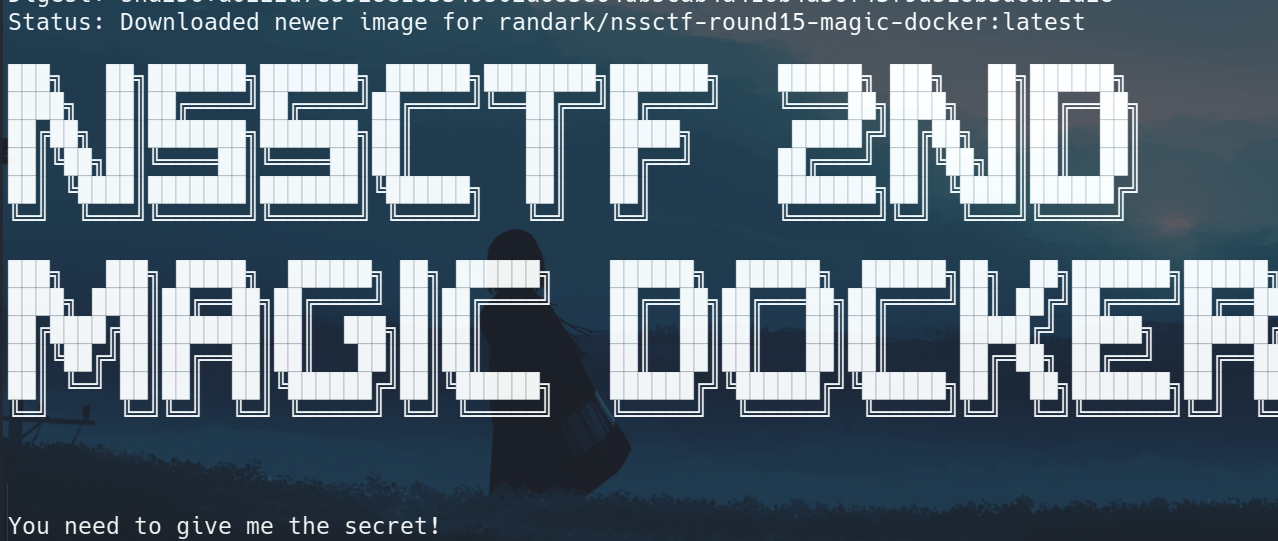 Status: Downloaded newer image for randark/nssctf-round15-magic-docker:latest
NSSCTF 2ND
MAGIC DOCKER
You need to give me the secret!